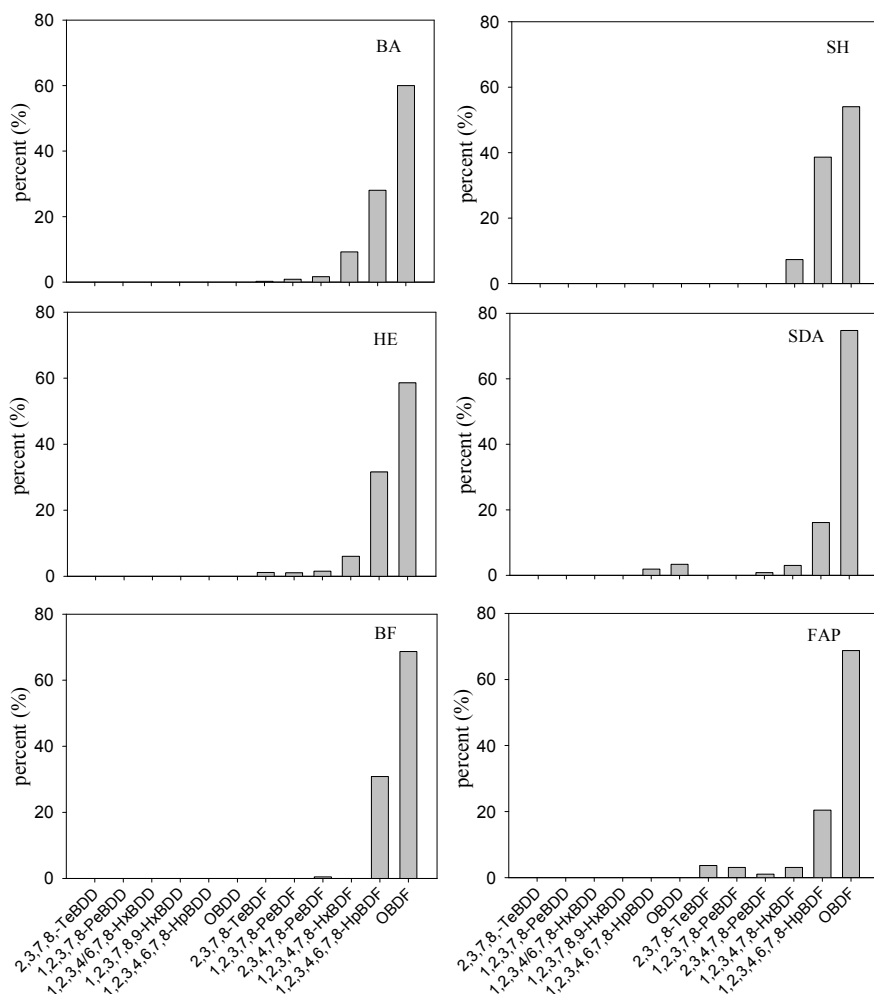 80
60
40
20
0
percent (%)
BA
80
60
40
20
0
percent (%)
SH
80
60
40
20
0
percent (%)
HE
80
60
40
20
0
percent (%)
SDA
80
60
40
20
0
percent (%)
BF
2,3,7,8,-TeBDD
1,2,3,7,8-PeBDD
1,2,3,4/6,7,8-HxBDD
1,2,3,7,8,9-HxBDD
1,2,3,4,6,7,8-HpBDD
OBDD
2,3,7,8-TeBDF
1,2,3,7,8-PeBDF
2,3,4,7,8-PeBDF
1,2,3,4,7,8-HxBDF
1,2,3,4,6,7,8-HpBDF
OBDF
80
60
40
20
0
percent (%)
FAP
2,3,7,8,-TeBDD
1,2,3,7,8-PeBDD
1,2,3,4/6,7,8-HxBDD
1,2,3,7,8,9-HxBDD
1,2,3,4,6,7,8-HpBDD
OBDD
2,3,7,8-TeBDF
1,2,3,7,8-PeBDF
2,3,4,7,8-PeBDF
1,2,3,4,7,8-HxBDF
1,2,3,4,6,7,8-HpBDF
OBDF